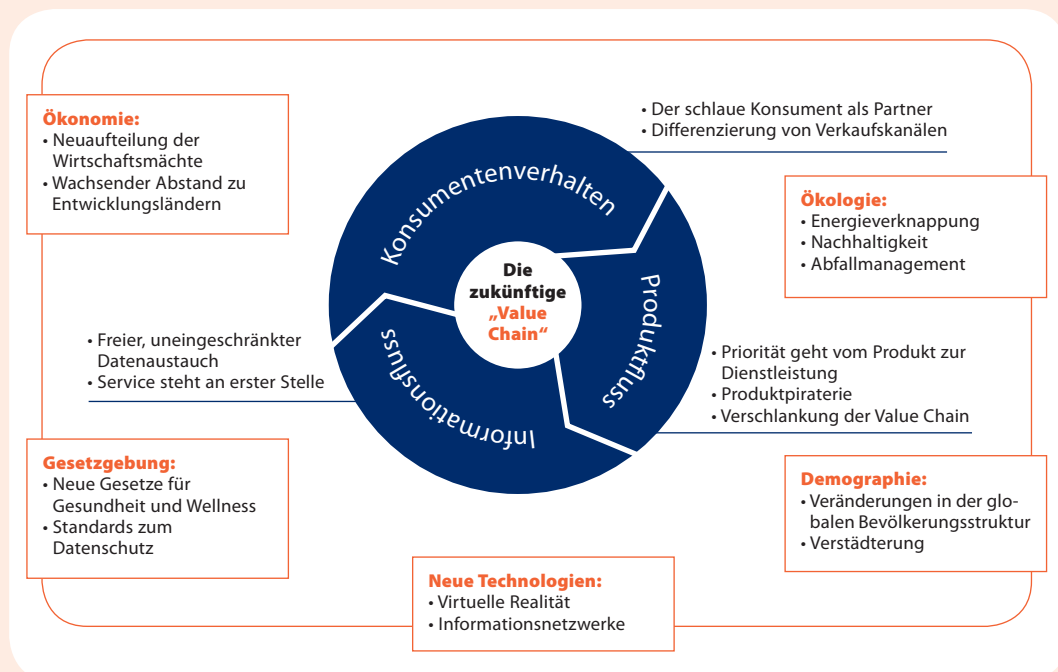 Ökonomie:
• Neuaufteilung der
Wirtschaftsmächte
• Wachsender Abstand zu
Entwicklungsländern
• Der schlaue Konsument als Partner
• Differenzierung von Verkaufskanälen
Konsumentenverhalten
Ökologie:
• Energieverknappung
• Nachhaltigkeit
• Abfallmanagement
Die
zukünftige
„Value
Chain“
Produktfluss
Informationsfluss
• Freier, uneingeschränkter
Datenaustauch
• Service steht an erster Stelle
• Priorität geht vom Produkt zur
Dienstleistung
• Produktpiraterie
• Verschlankung der Value Chain
Gesetzgebung:
• Neue Gesetze für
Gesundheit und Wellness
• Standards zum
Datenschutz
Demographie:
• Veränderungen in der glo-
balen Bevölkerungsstruktur
• Verstädterung
Neue Technologien:
• Virtuelle Realität
• Informationsnetzwerke